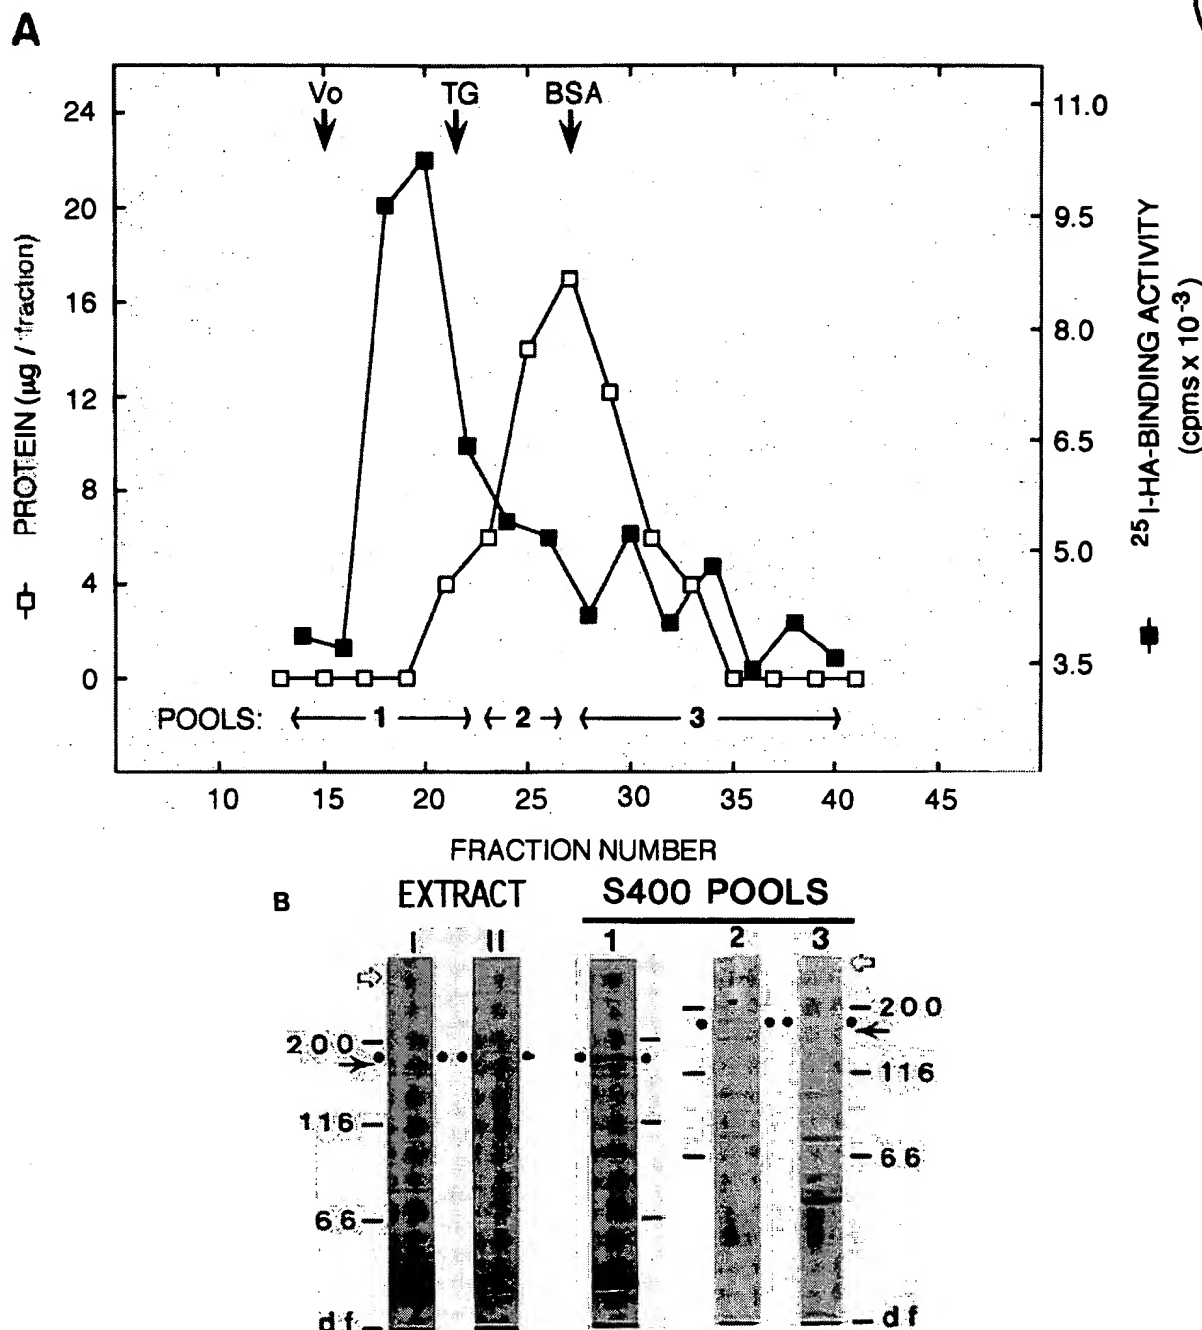 A
Vo TG BSA
24
20
16
12
8
4
0
PROTEIN (µg / fraction)
11.0
9.5
8.0
6.5
5.0
3.5
25 I-HA-BINDING ACTIVITY
(cpms x 10-3)
POOLS: 1 2 3
10 15 20 25 30 35 40 45
FRACTION NUMBER
B EXTRACT S400 POOLS
I II 1 2 3
200
116
66
df
200
116
66
df